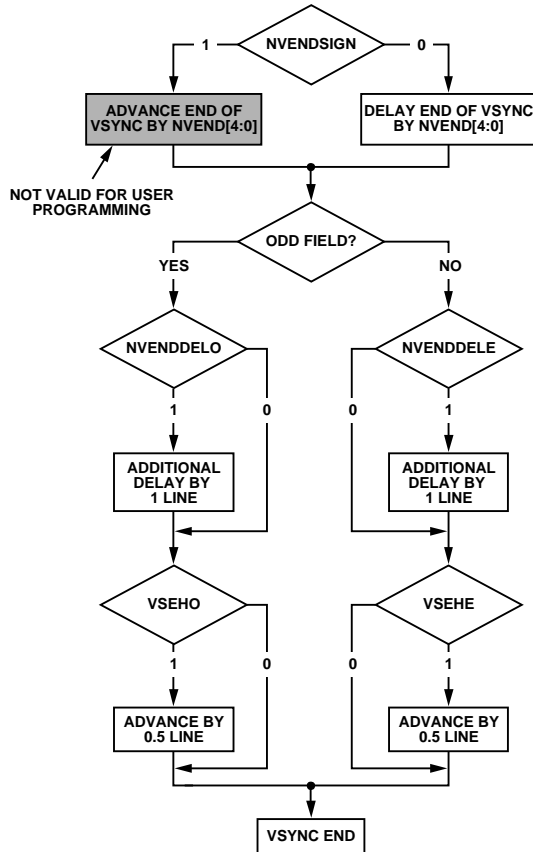 NVENDSIGN
1
0
ADVANCE END OF
VSYNC BY NVEND[4:0]
DELAY END OF VSYNC
BY NVEND[4:0]
NOT VALID FOR USER
PROGRAMMING
ODD FIELD?
YES
NO
NVENDDELO
NVENDDELE
1
0
0
1
ADDITIONAL
DELAY BY
1 LINE
ADDITIONAL
DELAY BY
1 LINE
VSEHO
VSEHE
1
0
0
1
ADVANCE BY
0.5 LINE
ADVANCE BY
0.5 LINE
VSYNC END